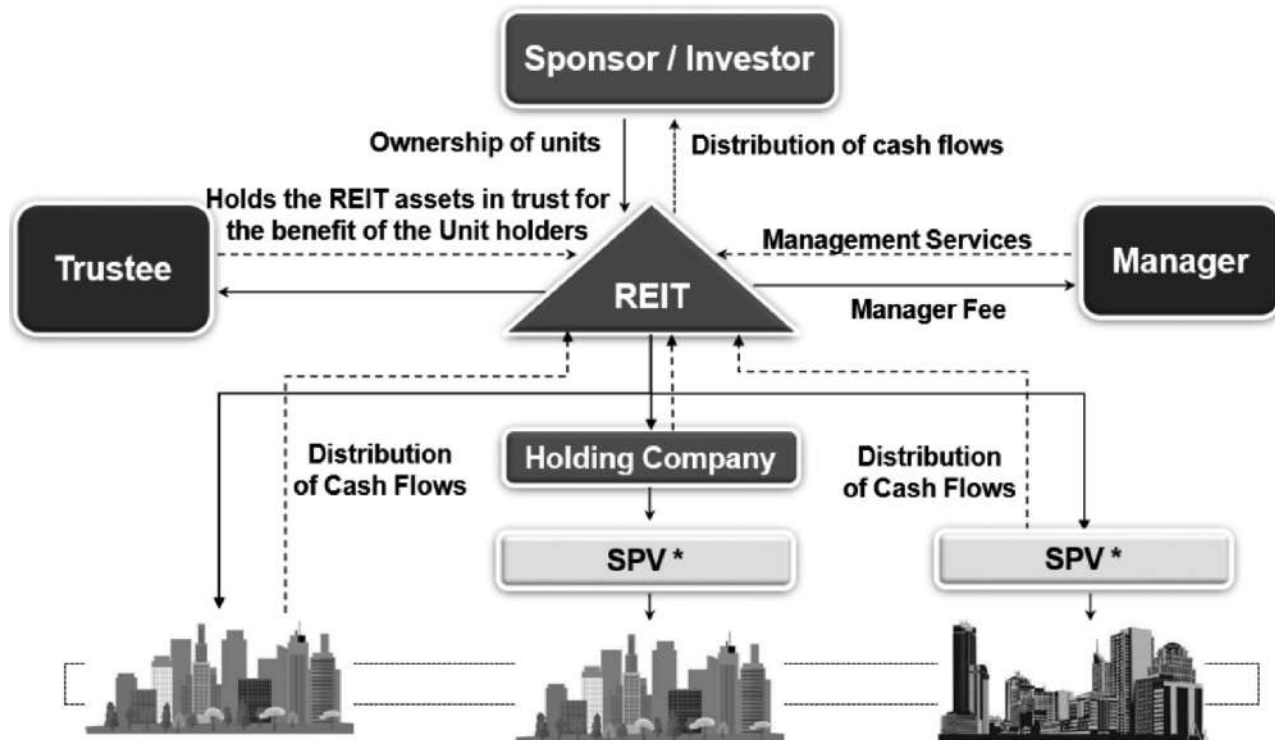 Sponsor / Investor
Ownership of units
Distribution of cash flows
Holds the REIT assets in trust for
the benefit of the Unit holders
Trustee
Management Services
Manager
REIT
Manager Fee
Distribution
of Cash Flows
Holding Company
Distribution
of Cash Flows
SPV *
SPV *